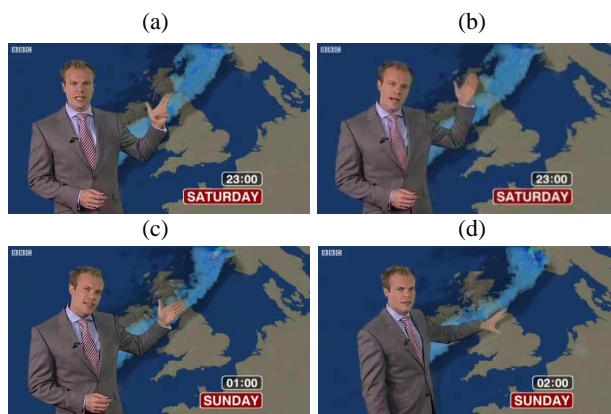 (a)
(b)
BBC
23:00
SATURDAY
BBC
23:00
SATURDAY
(c)
(d)
BBC
01:00
SUNDAY
BBC
02:00
SUNDAY